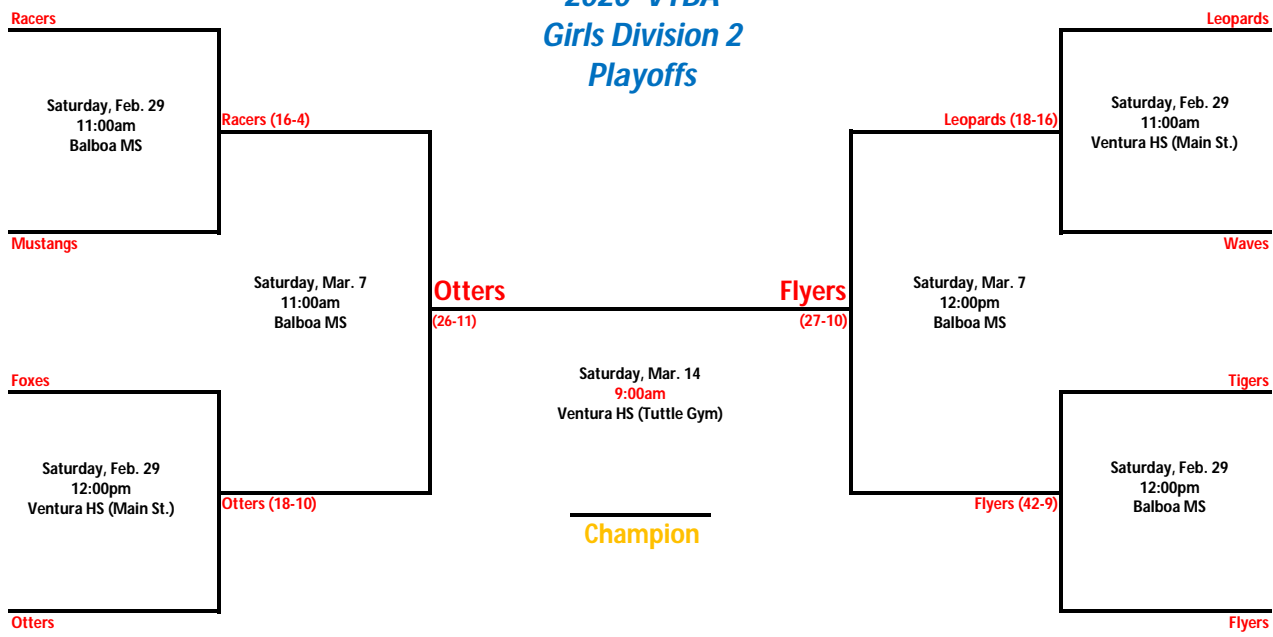 2020 VYBA
Girls Division 2
Playoffs
Racers
Saturday, Feb. 29
11:00am
Balboa MS
Mustangs
Racers (16-4)
Saturday, Mar. 7
11:00am
Balboa MS
Foxes
Saturday, Feb. 29
12:00pm
Ventura HS (Main St.)
Otters
Otters (18-10)
Otters
(26-11)
Flyers
(27-10)
Saturday, Mar. 14
9:00am
Ventura HS (Tuttle Gym)
Champion
Leopards
Saturday, Feb. 29
11:00am
Ventura HS (Main St.)
Waves
Leopards (18-16)
Saturday, Mar. 7
12:00pm
Balboa MS
Tigers
Saturday, Feb. 29
12:00pm
Balboa MS
Flyers
Flyers (42-9)